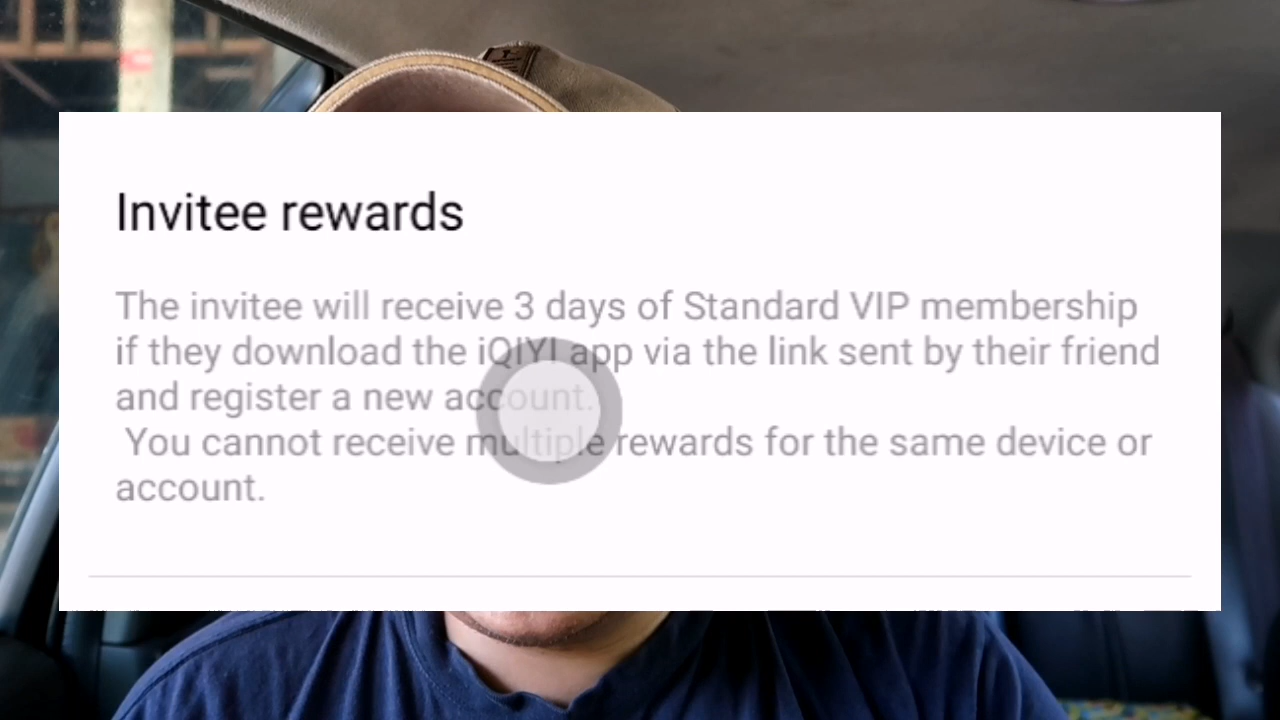 Invitee rewards
The invitee will receive 3 days of Standard VIP membership
if they download the iQIYI app via the link sent by their friend
and register a new account.
You cannot receive multiple rewards for the same device or
account.